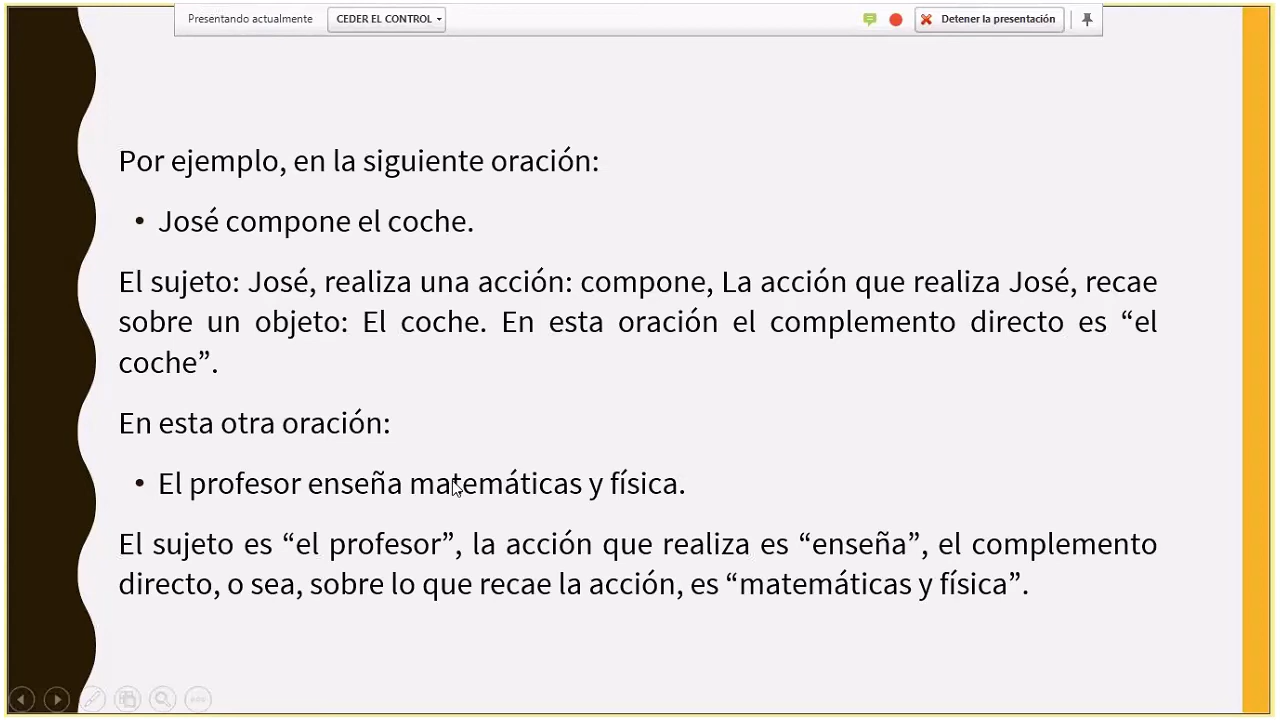 Presentando actualmente CEDER EL CONTROL Detener la presentación
Por ejemplo, en la siguiente oración:
• José compone el coche.
El sujeto: José, realiza una acción: compone, La acción que realiza José, recae
sobre un objeto: El coche. En esta oración el complemento directo es “el
coche”.
En esta otra oración:
• El profesor enseña matemáticas y física.
El sujeto es “el profesor”, la acción que realiza es “enseña”, el complemento
directo, o sea, sobre lo que recae la acción, es “matemáticas y física”.